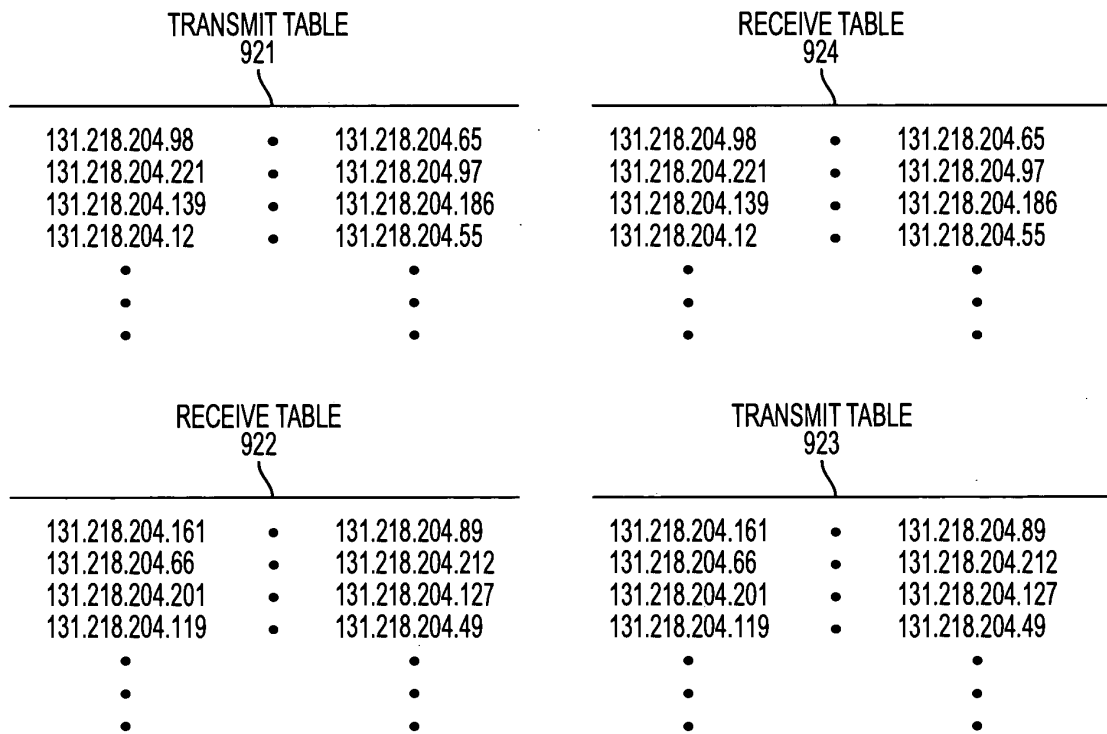 TRANSMIT TABLE
921
131.218.204.98 • 131.218.204.65
131.218.204.221 • 131.218.204.97
131.218.204.139 • 131.218.204.186
131.218.204.12 • 131.218.204.55
RECEIVE TABLE
924
131.218.204.98 • 131.218.204.65
131.218.204.221 • 131.218.204.97
131.218.204.139 • 131.218.204.186
131.218.204.12 • 131.218.204.55
RECEIVE TABLE
922
131.218.204.161 • 131.218.204.89
131.218.204.66 • 131.218.204.212
131.218.204.201 • 131.218.204.127
131.218.204.119 • 131.218.204.49
TRANSMIT TABLE
923
131.218.204.161 • 131.218.204.89
131.218.204.66 • 131.218.204.212
131.218.204.201 • 131.218.204.127
131.218.204.119 • 131.218.204.49